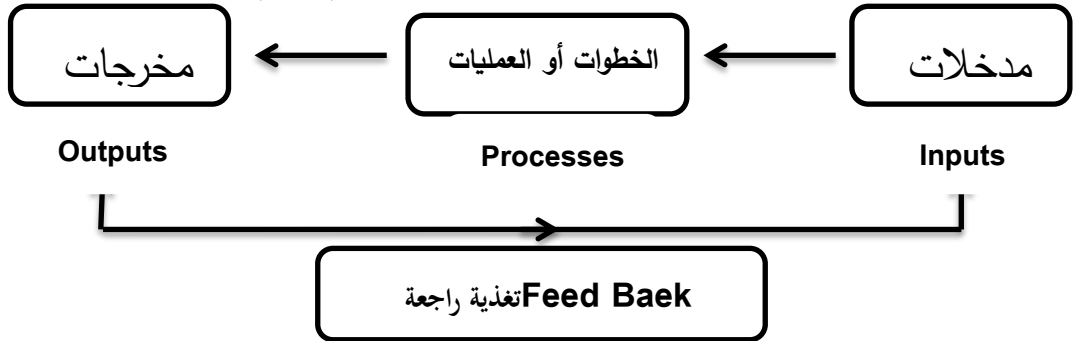 مدخلات
الخطوات أو العمليات
مخرجات
Inputs
Processes
Outputs
Feed Baekتغذية راجعة